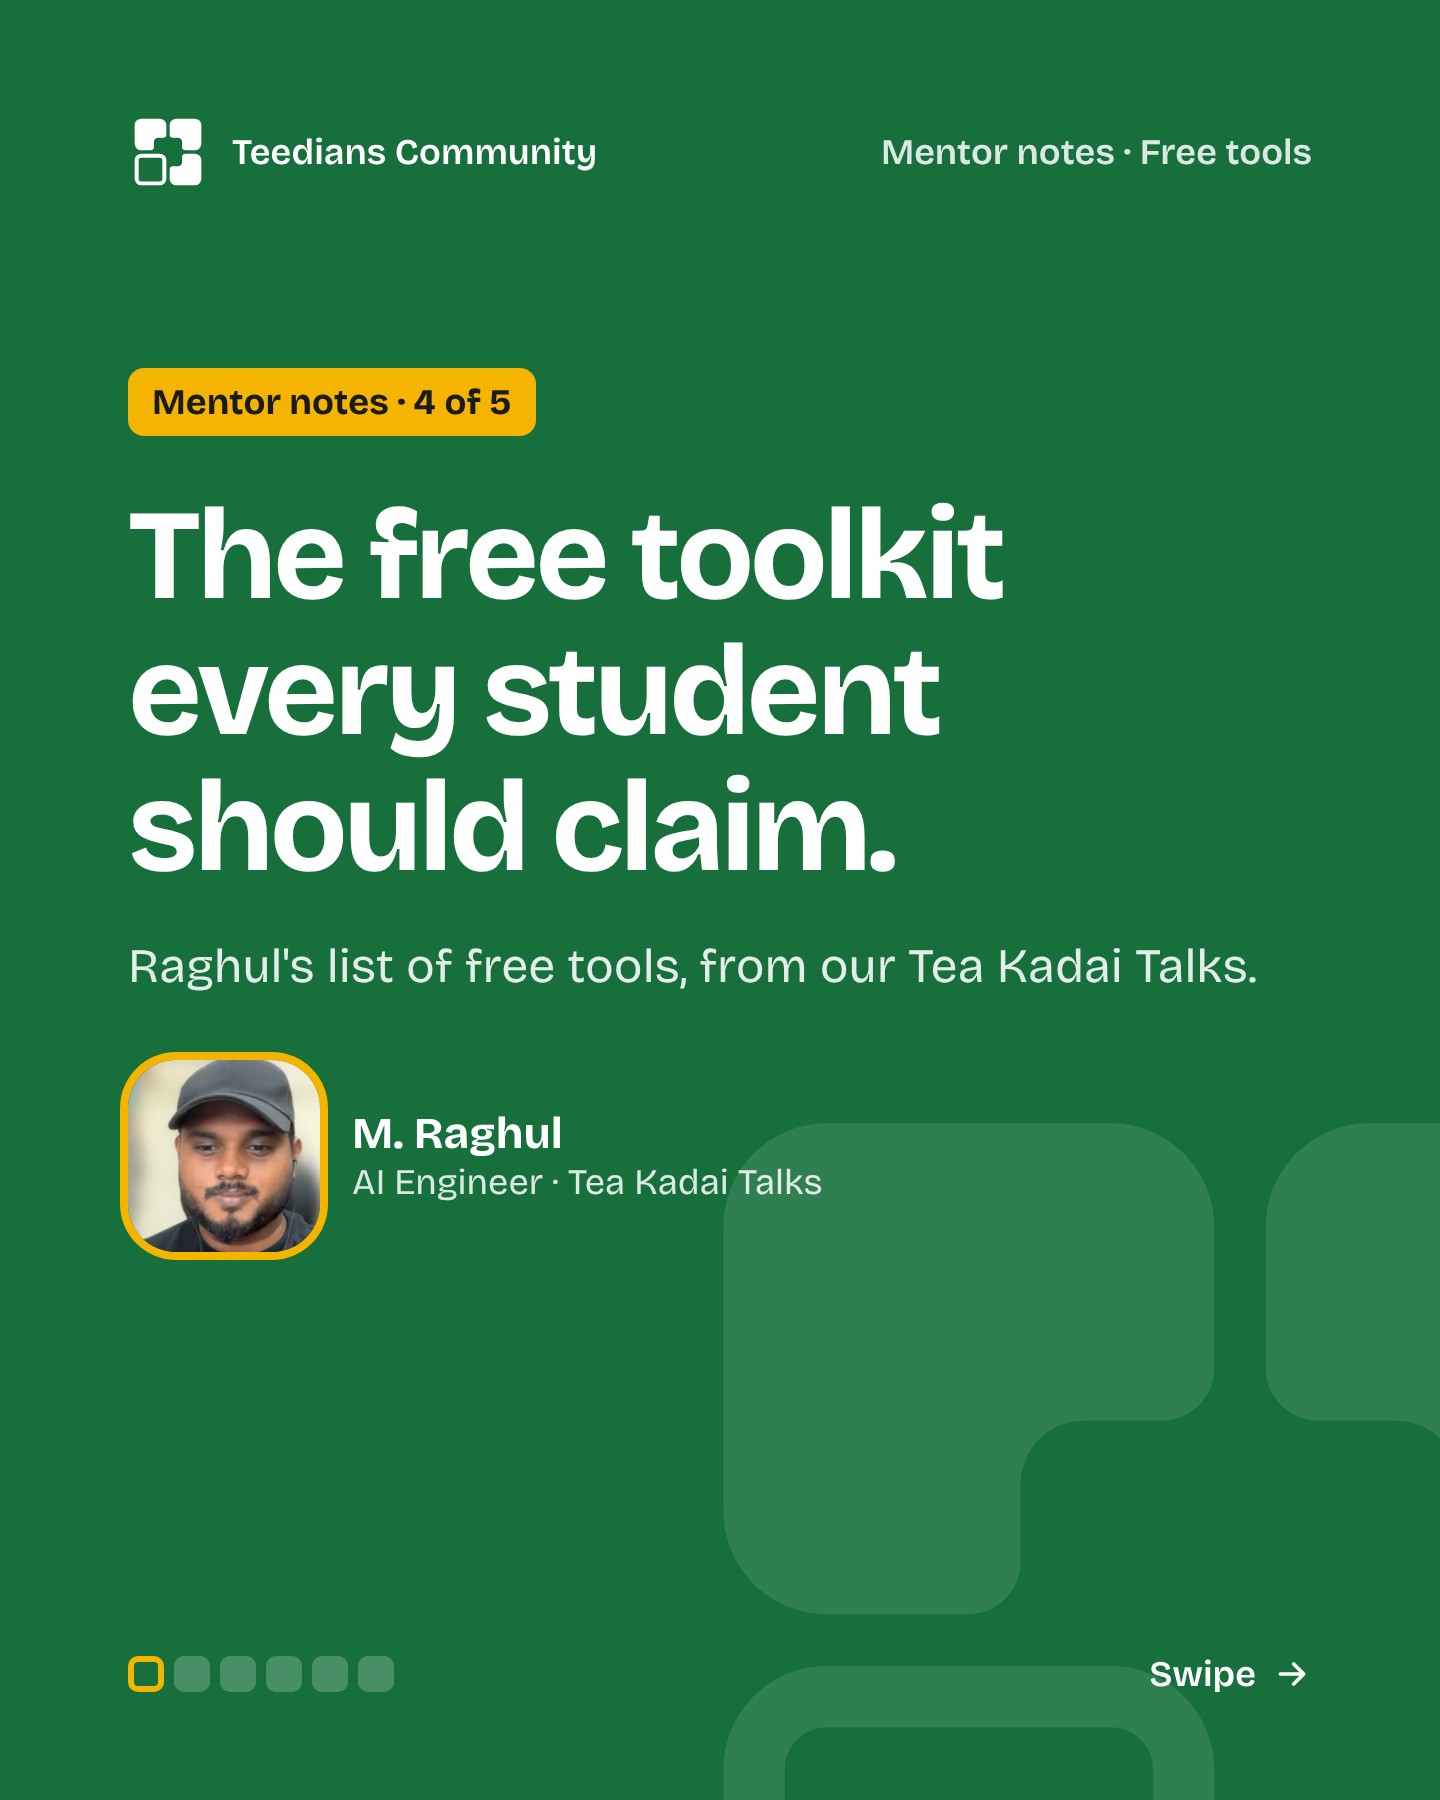 Teedians Community
Mentor notes · Free tools
Mentor notes · 4 of 5
The free toolkit
every student
should claim.
Raghul's list of free tools, from our Tea Kadai Talks.
M. Raghul
AI Engineer · Tea Kadai Talks
Swipe →